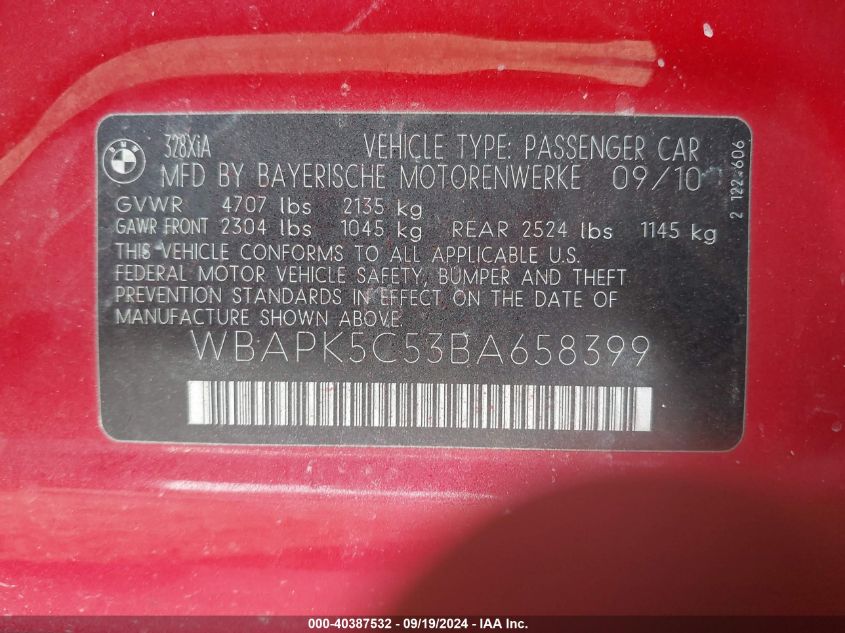 BMW
328XiA VEHICLE TYPE: PASSENGER CAR
MFD BY BAYERISCHE MOTORENWERKE 09/10
GVWR 4707 lbs 2135 kg
GAWR FRONT 2304 lbs 1045 kg REAR 2524 lbs 1145 kg
THIS VEHICLE CONFORMS TO ALL APPLICABLE U.S.
FEDERAL MOTOR VEHICLE SAFETY, BUMPER AND THEFT
PREVENTION STANDARDS IN EFFECT ON THE DATE OF
MANUFACTURE SHOWN ABOVE.
WBAPK5C53BA658399
2 122 606
000-40387532 - 09/19/2024 - IAA Inc.